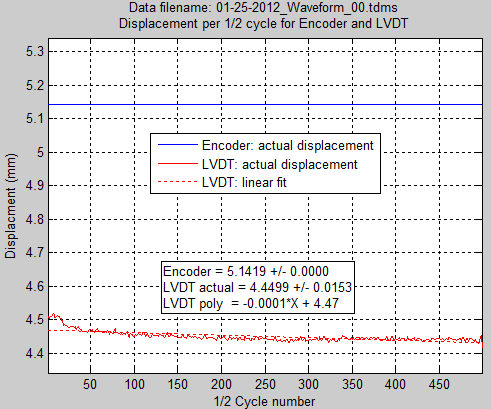 Data filename: 01-25-2012_Waveform_00.tdms
Displacement per 1/2 cycle for Encoder and LVDT
5.3
5.2
5.1
5
4.9
4.8
4.7
4.6
4.5
4.4
Displacment (mm)
Encoder: actual displacement
LVDT: actual displacement
LVDT: linear fit
Encoder = 5.1419 +/- 0.0000
LVDT actual = 4.4499 +/- 0.0153
LVDT poly  = -0.0001*X + 4.47
50 100 150 200 250 300 350 400 450
1/2 Cycle number